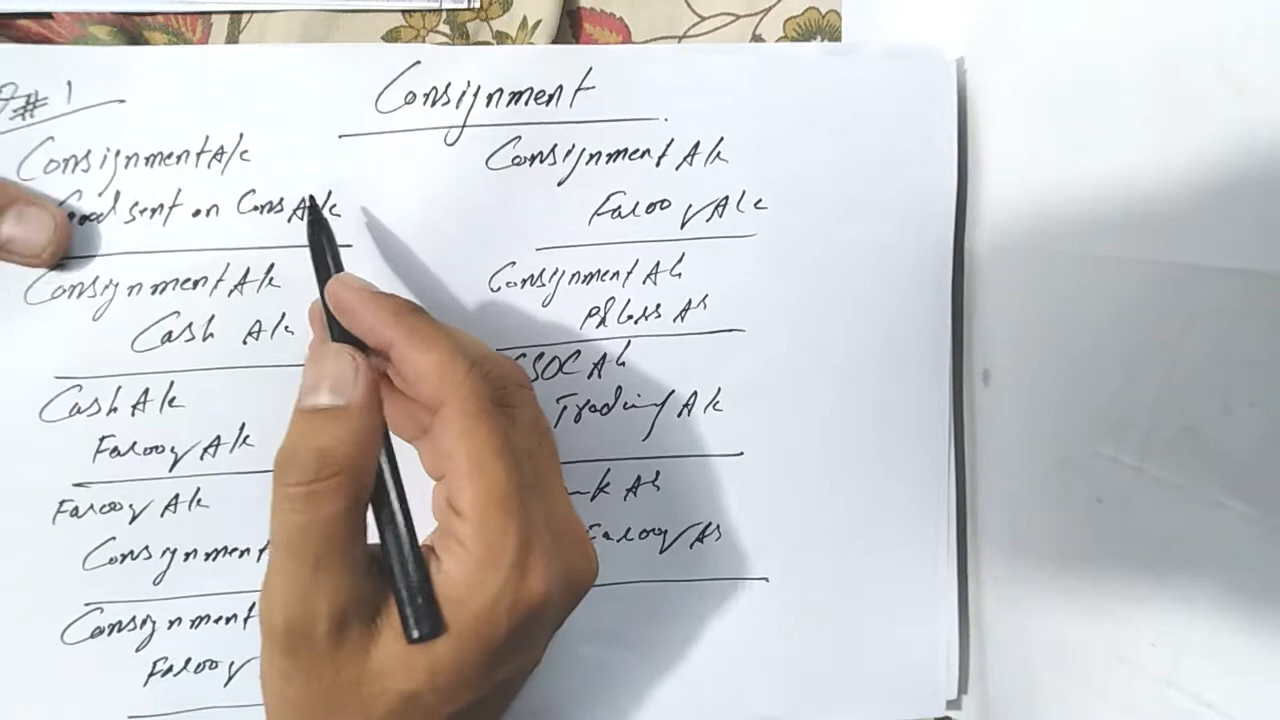 # 1
Consignment
Consignment A/c
Good sent on Cons A/c
Consignment A/c
Cash A/c
Cash A/c
Farooq A/c
Farooq A/c
Consignment
Consignment
Farooq
Consignment A/c
Farooq A/c
Consignment A/c
P&Loss A/c
GSOC A/c
Trading A/c
A/c
Farooq A/c